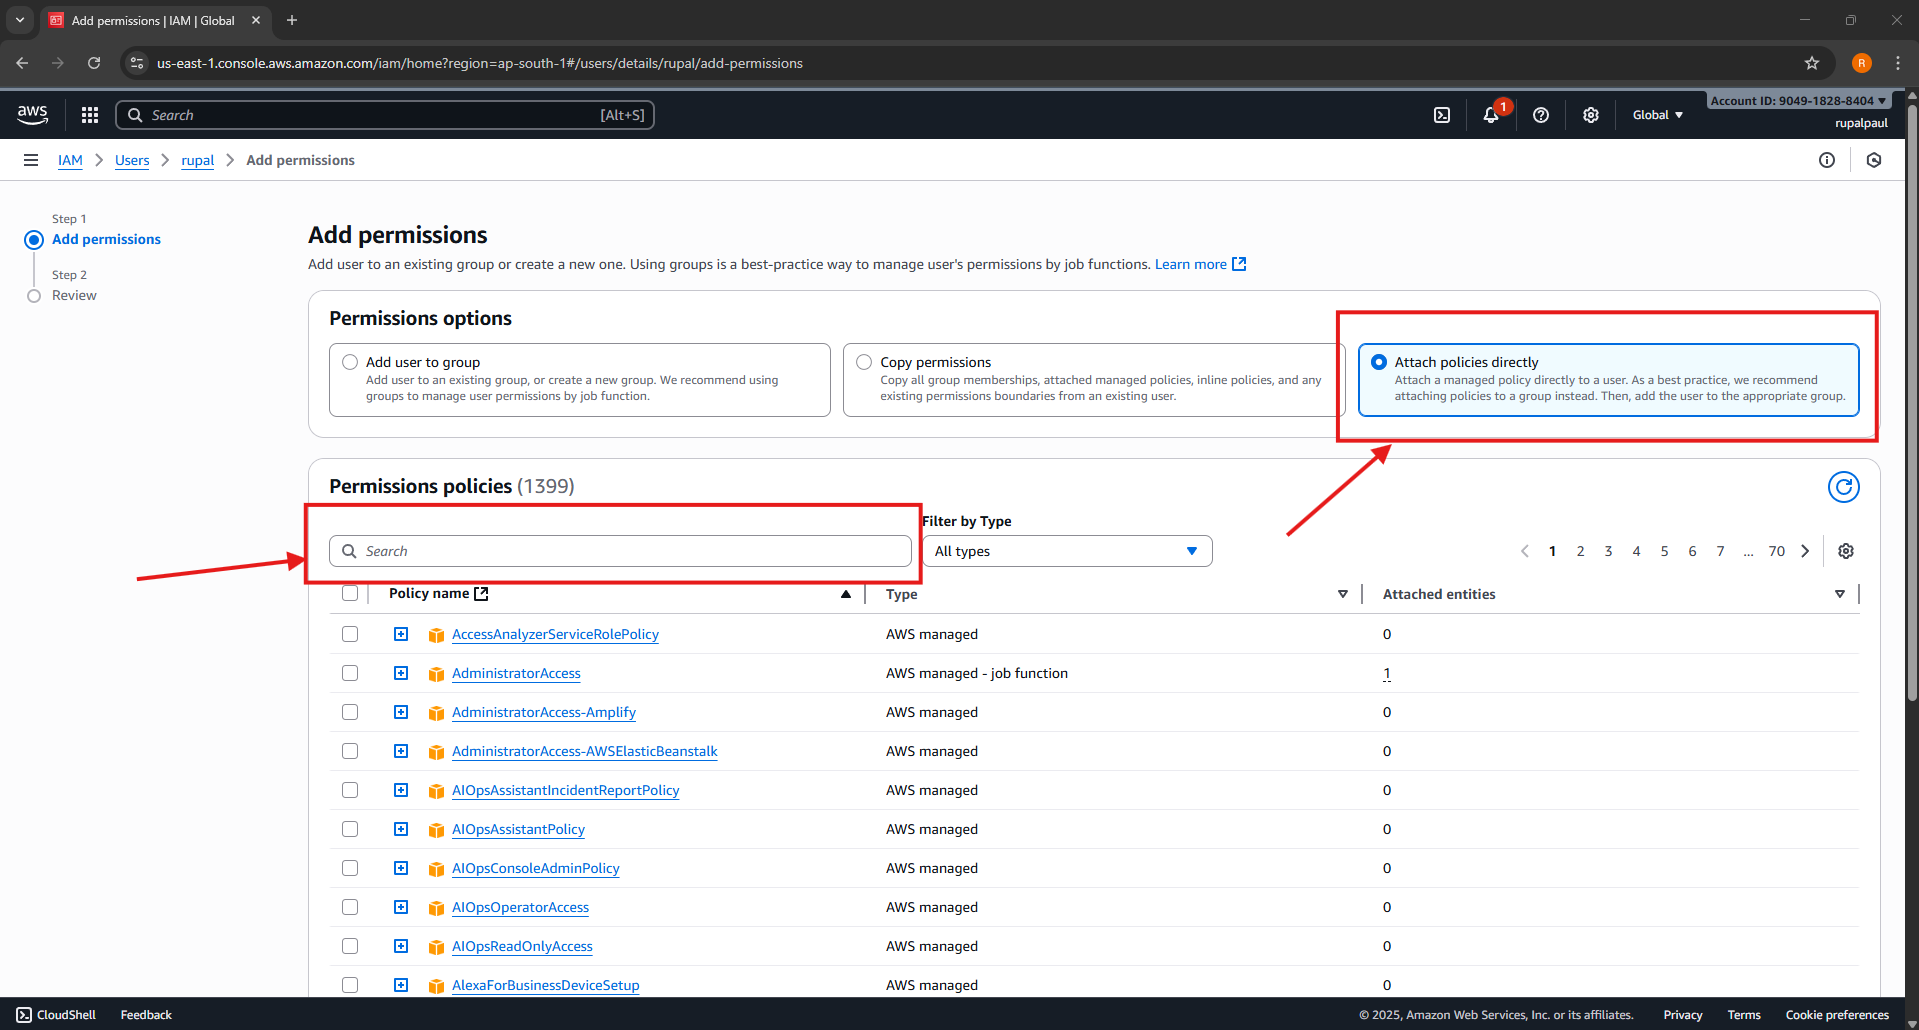 Add permissions | IAM | Global
us-east-1.console.aws.amazon.com/iam/home?region=ap-south-1#/users/details/rupal/add-permissions
R
aws
Search
[Alt+S]
1
Global
Account ID: 9049-1828-8404
rupalpaul
IAM
Users
rupal
Add permissions
Step 1
Add permissions
Step 2
Review
Add permissions
Add user to an existing group or create a new one. Using groups is a best-practice way to manage user's permissions by job functions. Learn more
Permissions options
Add user to group
Add user to an existing group, or create a new group. We recommend using
groups to manage user permissions by job function.
Copy permissions
Copy all group memberships, attached managed policies, inline policies, and any
existing permissions boundaries from an existing user.
Attach policies directly
Attach a managed policy directly to a user. As a best practice, we recommend
attaching policies to a group instead. Then, add the user to the appropriate group.
Permissions policies (1399)
Filter by Type
Search
All types
1 2 3 4 5 6 7 ... 70
Policy name Type Attached entities
AccessAnalyzerServiceRolePolicy AWS managed 0
AdministratorAccess AWS managed - job function 1
AdministratorAccess-Amplify AWS managed 0
AdministratorAccess-AWSElasticBeanstalk AWS managed 0
AIOpsAssistantIncidentReportPolicy AWS managed 0
AIOpsAssistantPolicy AWS managed 0
AIOpsConsoleAdminPolicy AWS managed 0
AIOpsOperatorAccess AWS managed 0
AIOpsReadOnlyAccess AWS managed 0
AlexaForBusinessDeviceSetup AWS managed 0
CloudShell Feedback © 2025, Amazon Web Services, Inc. or its affiliates. Privacy Terms Cookie preferences